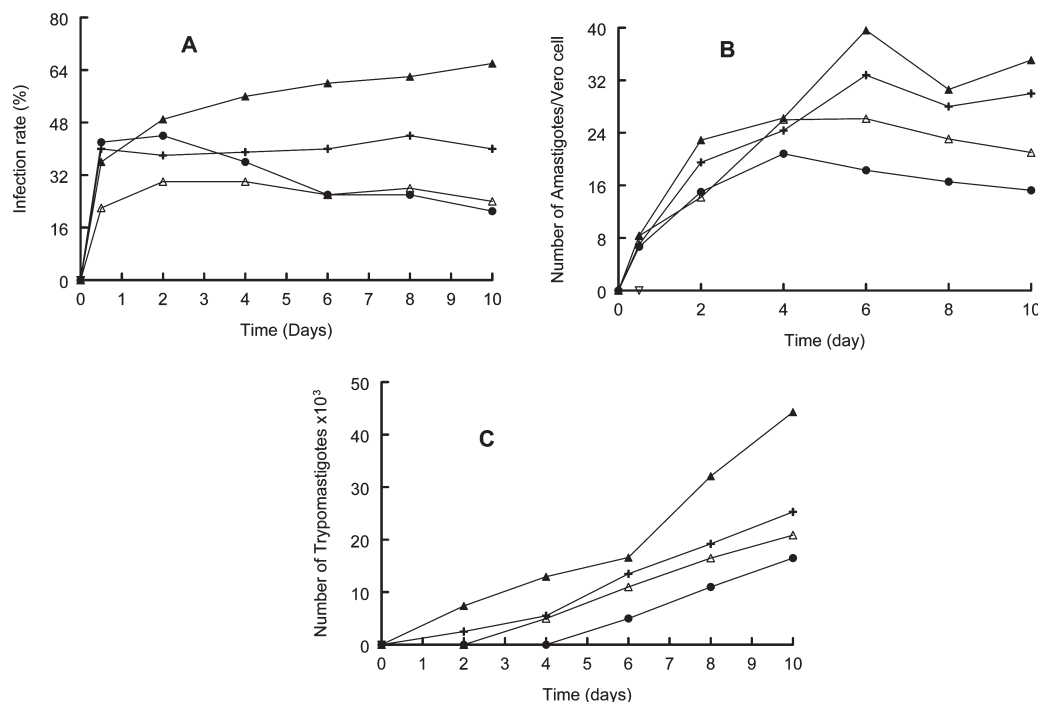 A
Infection rate (%)
80
64
48
32
16
0
0 1 2 3 4 5 6 7 8 9 10
Time (Days)
B
Number of Amastigotes/Vero cell
40
32
24
16
8
0
0 2 4 6 8 10
Time (day)
C
Number of Trypomastigotes x10³
50
40
30
20
10
0
0 1 2 3 4 5 6 7 8 9 10
Time (days)